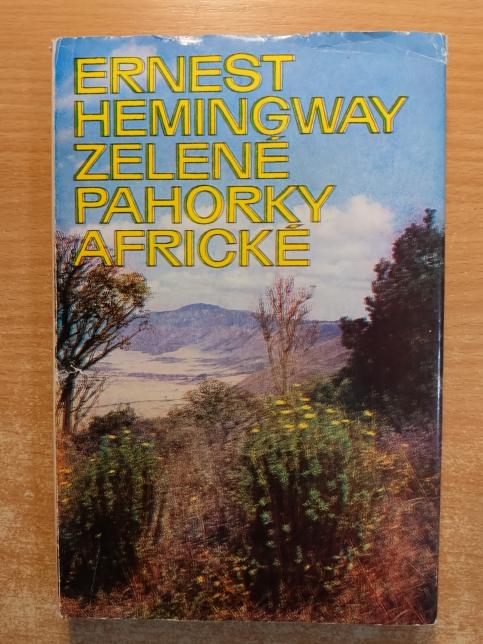 ERNEST
HEMINGWAY
ZELENÉ
PAHORKY
AFRICKÉ